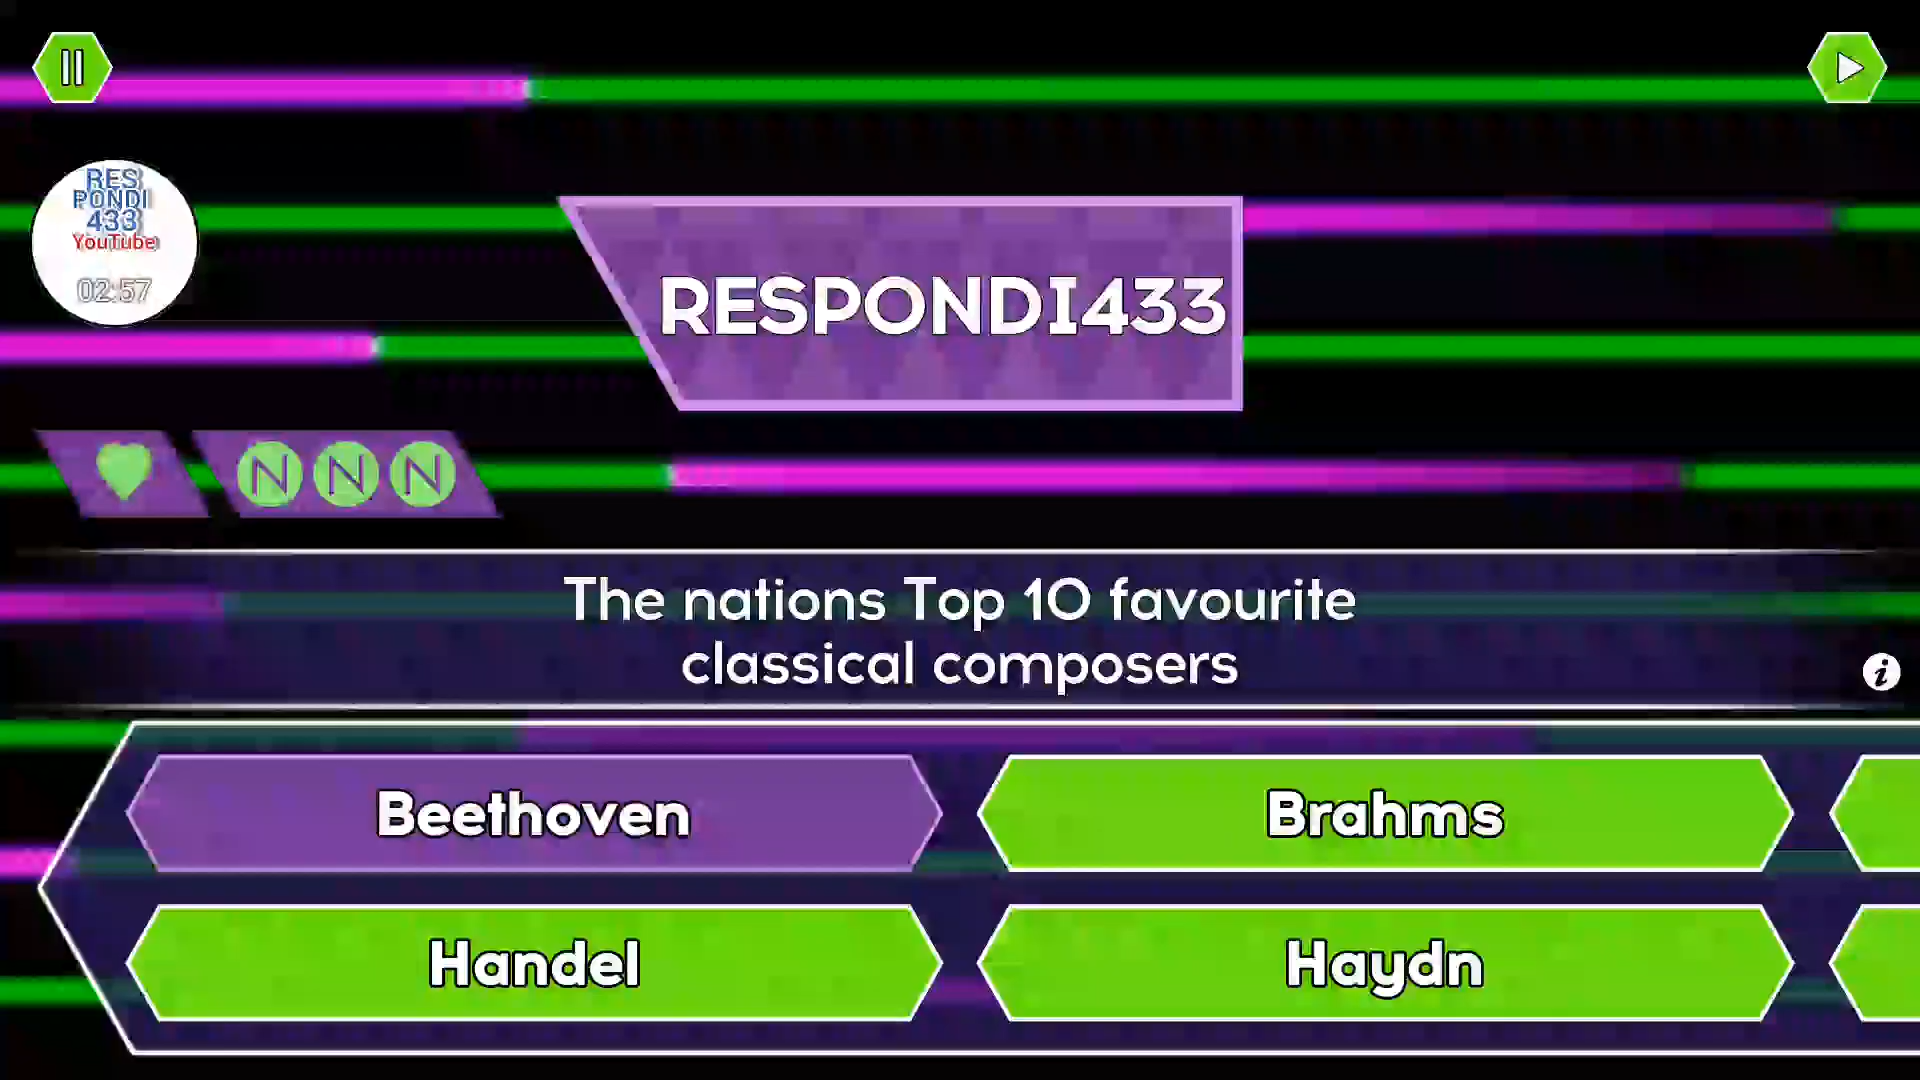 RES
PONDI
433
YouTube
02:57
RESPONDI433
N N N
The nations Top 10 favourite
classical composers
i
Beethoven
Brahms
Handel
Haydn